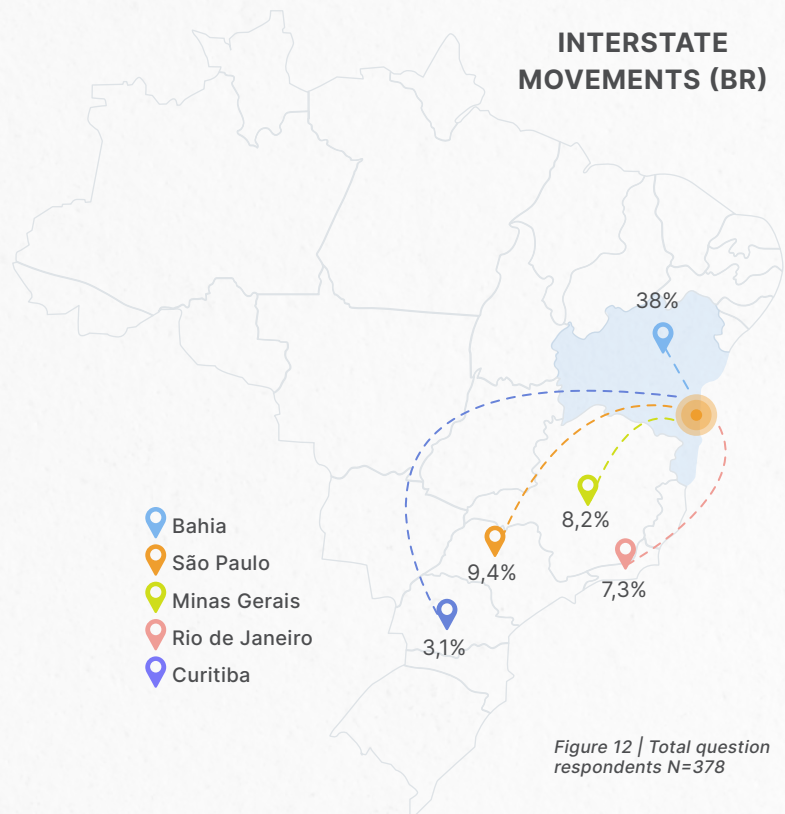 INTERSTATE
MOVEMENTS (BR)
38%
8,2%
9,4%
7,3%
3,1%
Bahia
São Paulo
Minas Gerais
Rio de Janeiro
Curitiba
Figure 12 | Total question
respondents N=378